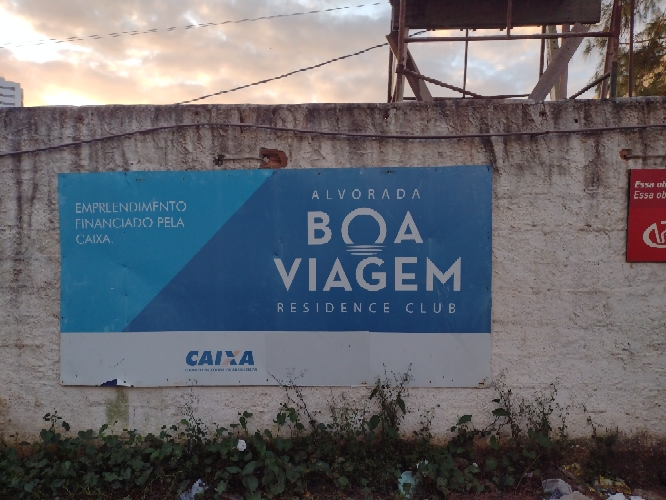 EMPREENDIMENTO
FINANCIADO PELA
CAIXA.
ALVORADA
BOA
VIAGEM
RESIDENCE CLUB
CAIXA
Essa ob
Essa ob